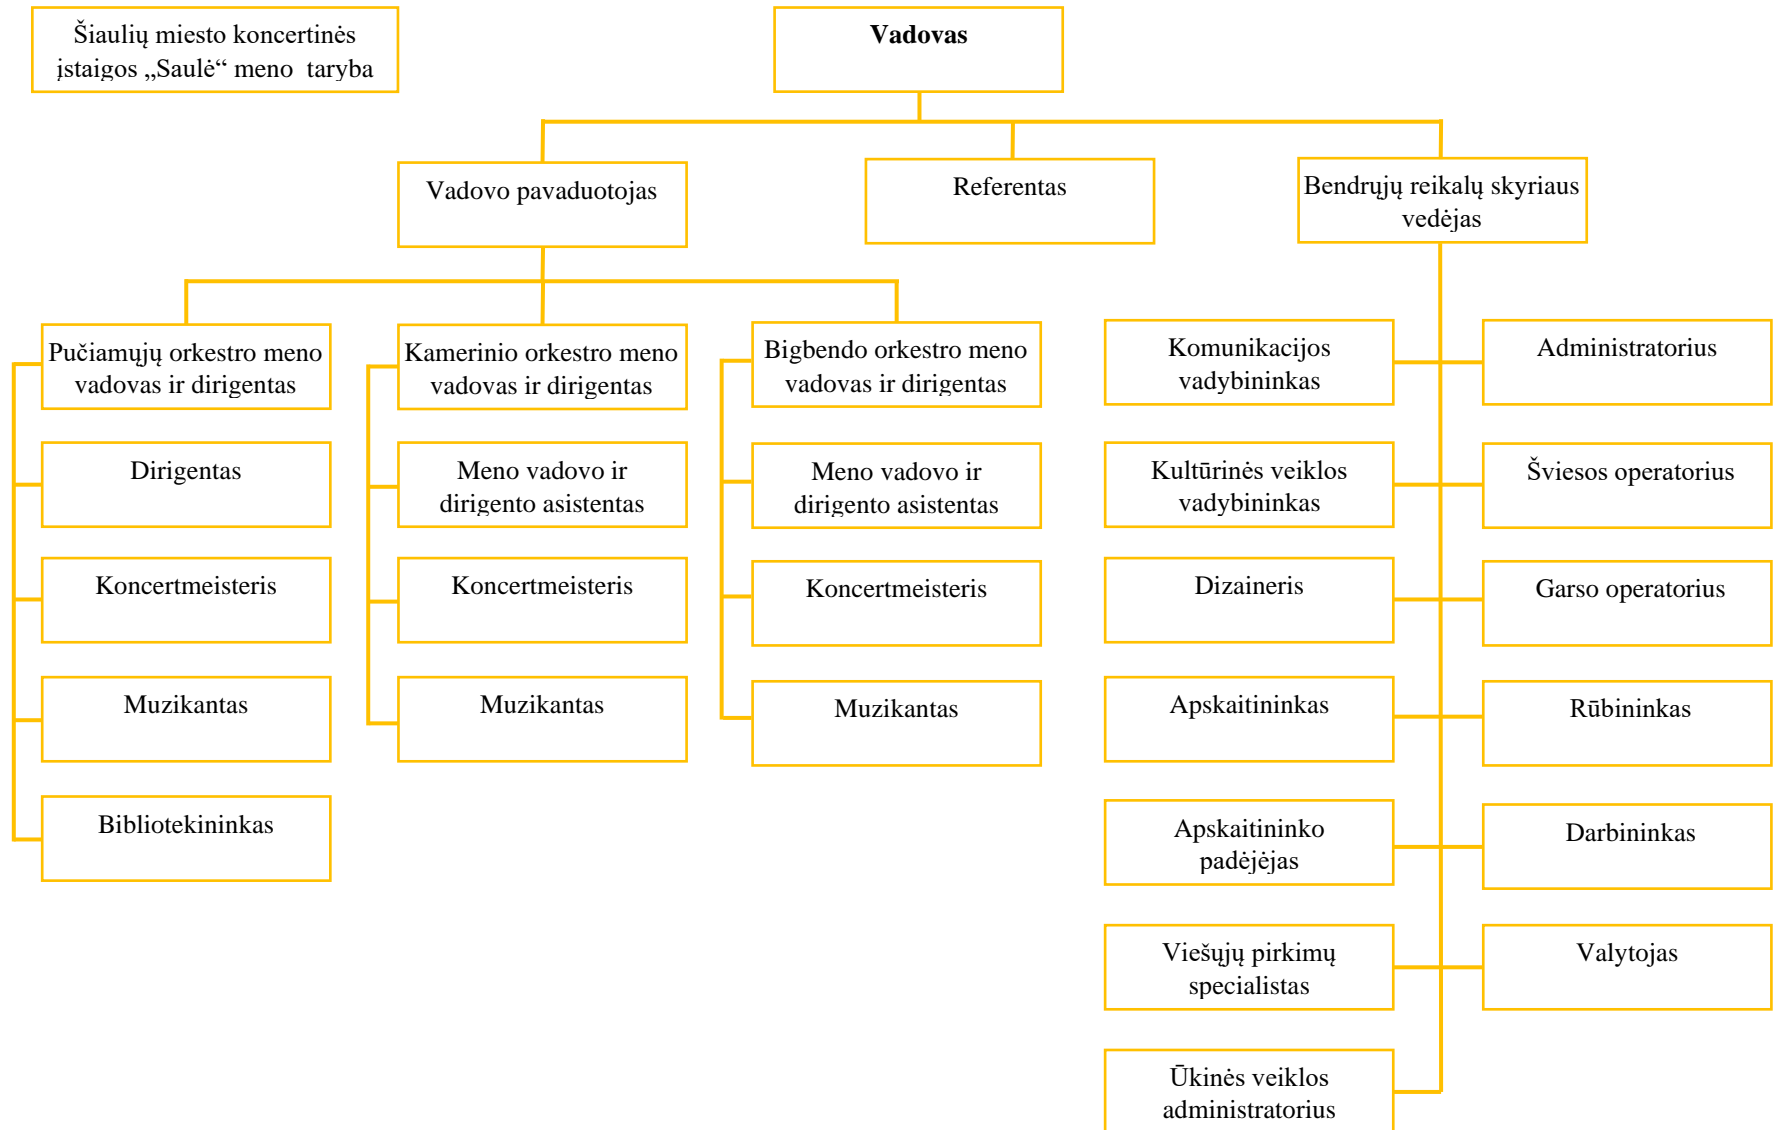 Šiaulių miesto koncertinės
įstaigos „Saulė“ meno taryba
Vadovas
Vadovo pavaduotojas
Referentas
Bendrųjų reikalų skyriaus
vedėjas
Pučiamųjų orkestro meno
vadovas ir dirigentas
Dirigentas
Koncertmeisteris
Muzikantas
Bibliotekininkas
Kamerinio orkestro meno
vadovas ir dirigentas
Meno vadovo ir
dirigento asistentas
Koncertmeisteris
Muzikantas
Bigbendo orkestro meno
vadovas ir dirigentas
Meno vadovo ir
dirigento asistentas
Koncertmeisteris
Muzikantas
Komunikacijos
vadybininkas
Kultūrinės veiklos
vadybininkas
Dizaineris
Apskaitininkas
Apskaitininko
padėjėjas
Viešųjų pirkimų
specialistas
Ūkinės veiklos
administratorius
Administratorius
Šviesos operatorius
Garso operatorius
Rūbininkas
Darbininkas
Valytojas